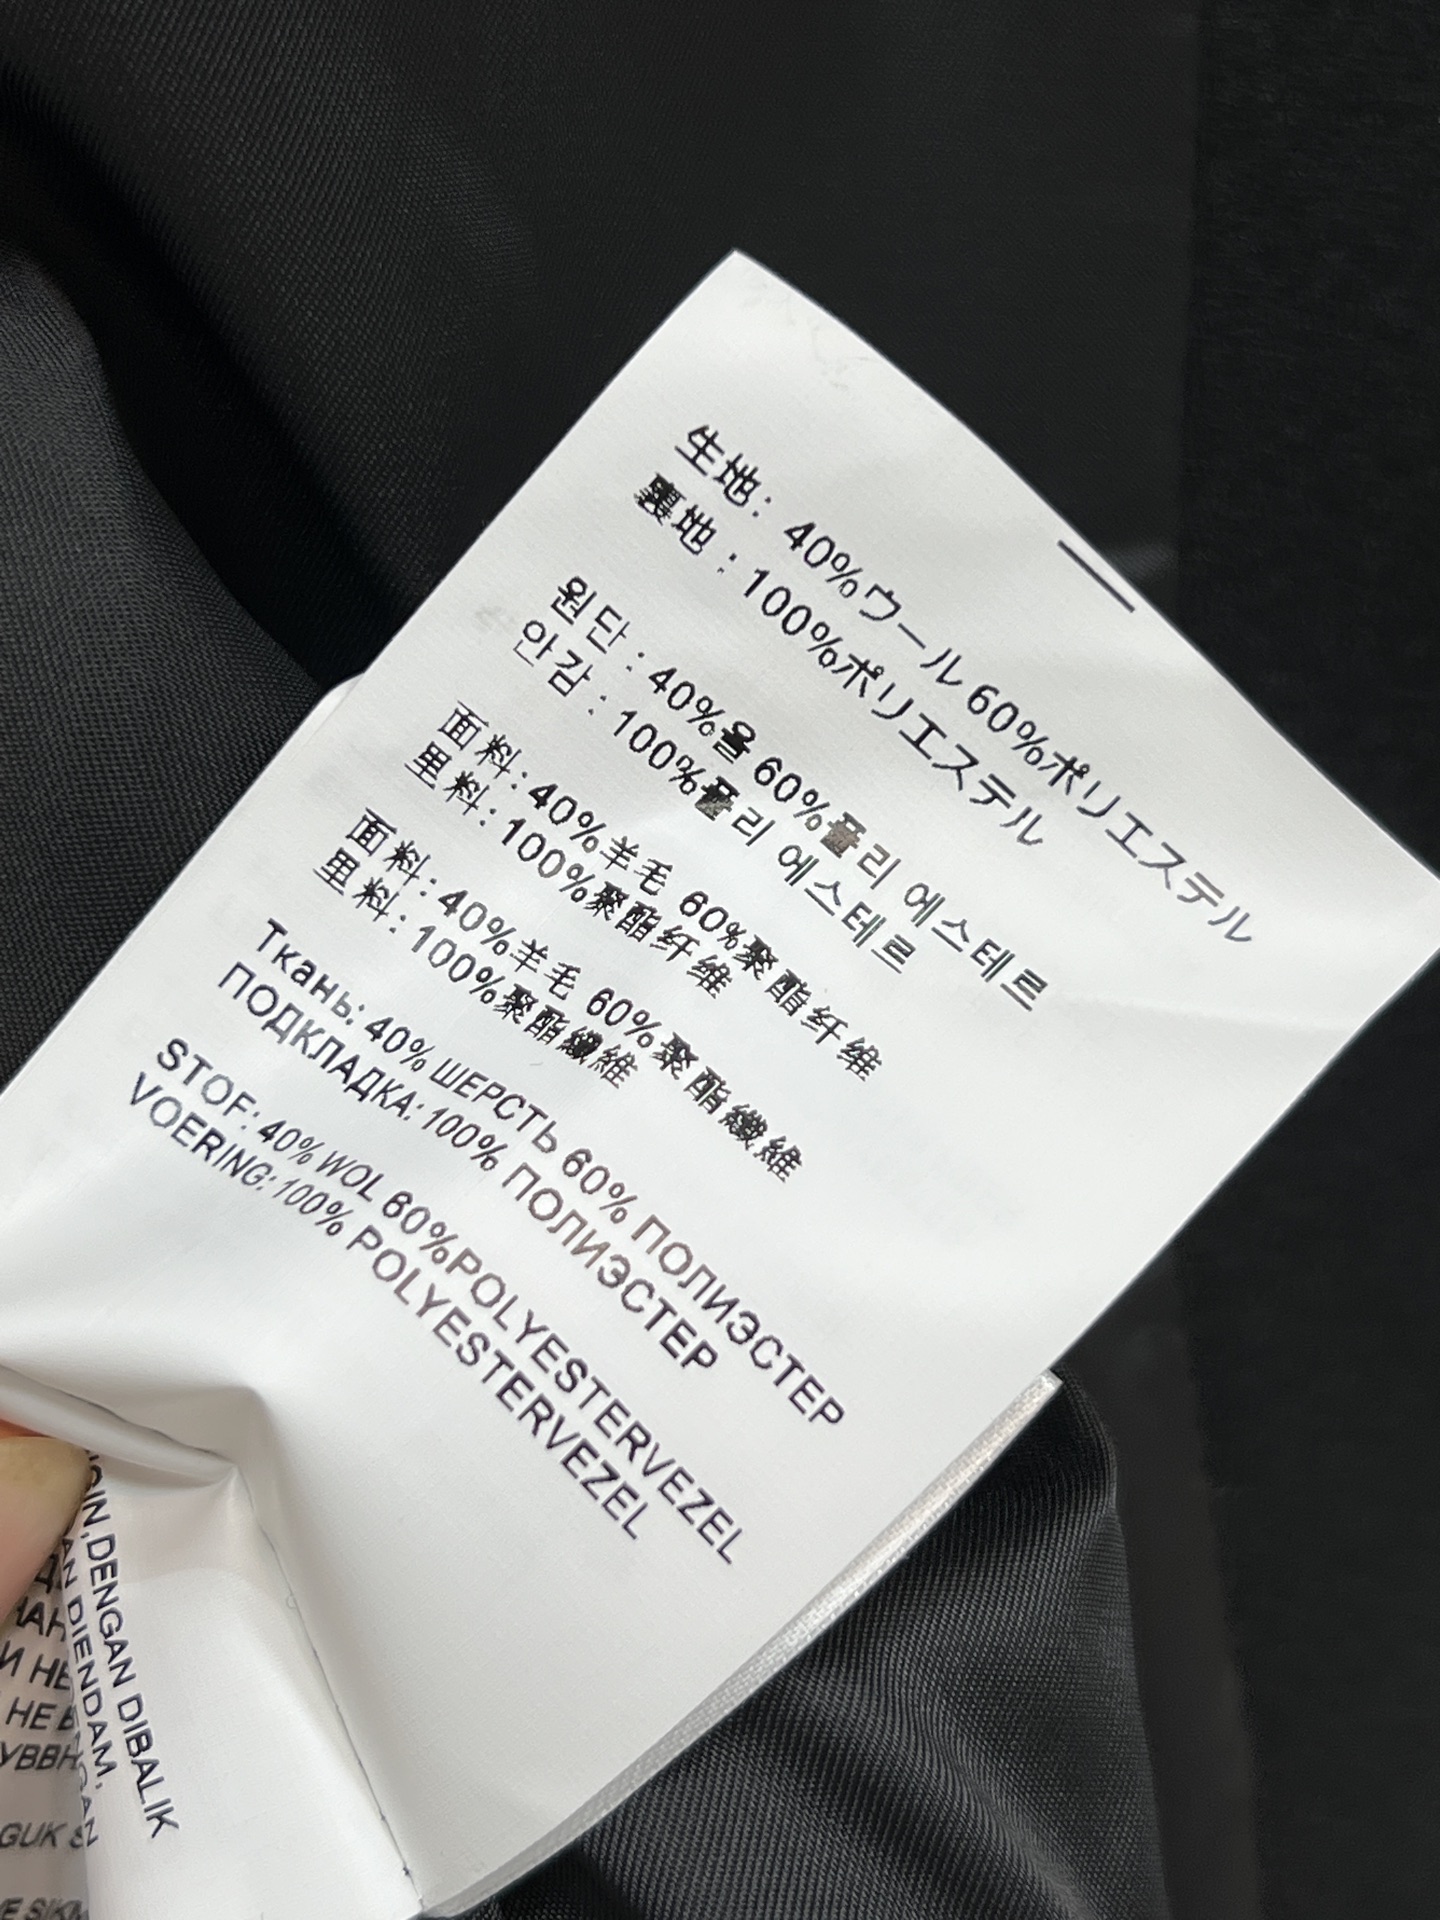 生地: 40%ウール 60%ポリエステル
裏地 : 100%ポリエステル
원단 : 40%울 60%폴리 에스테르
안감 : 100%폴리 에스테르
面料: 40%羊毛 60%聚酯纤维
里料: 100%聚酯纤维
面料: 40%羊毛 60%聚酯纖維
里料: 100%聚酯纖維
Ткань: 40% ШЕРСТЬ 60% ПОЛИЭСТЕР
ПОДКЛАДКА: 100% ПОЛИЭСТЕР
STOF: 40% WOL 60%POLYESTERVEZEL
VOERING: 100% POLYESTERVEZEL
DENGAN DIBALIK
DIENDAM,
И НЕ
НЕ